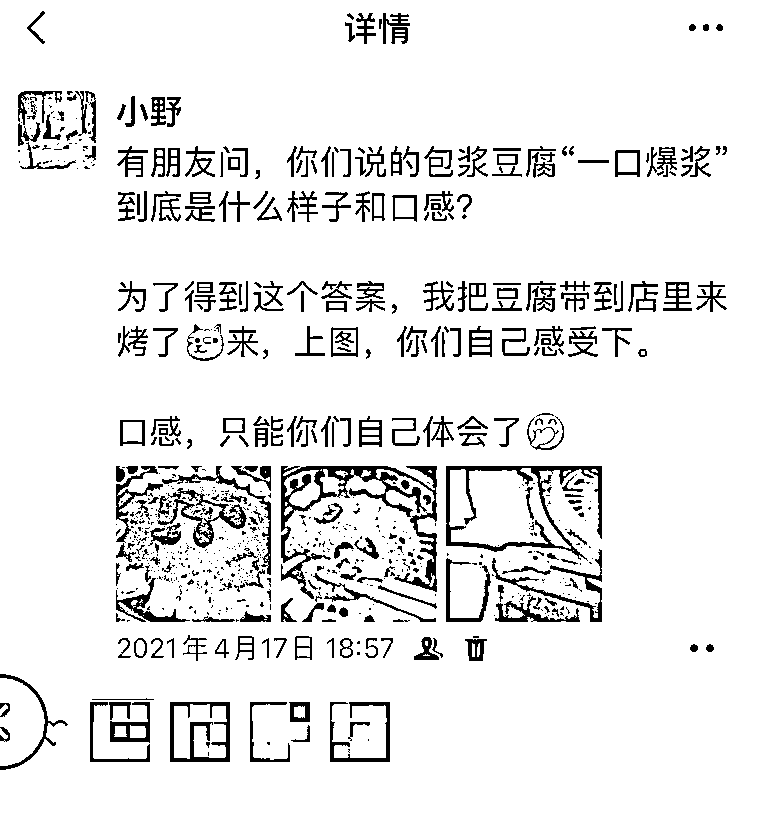 详情
小野
有朋友问，你们说的包浆豆腐“一口爆浆”
到底是什么样子和口感？
为了得到这个答案，我把豆腐带到店里来
烤了来，上图，你们自己感受下。
口感，只能你们自己体会了
2021年4月17日 18:57